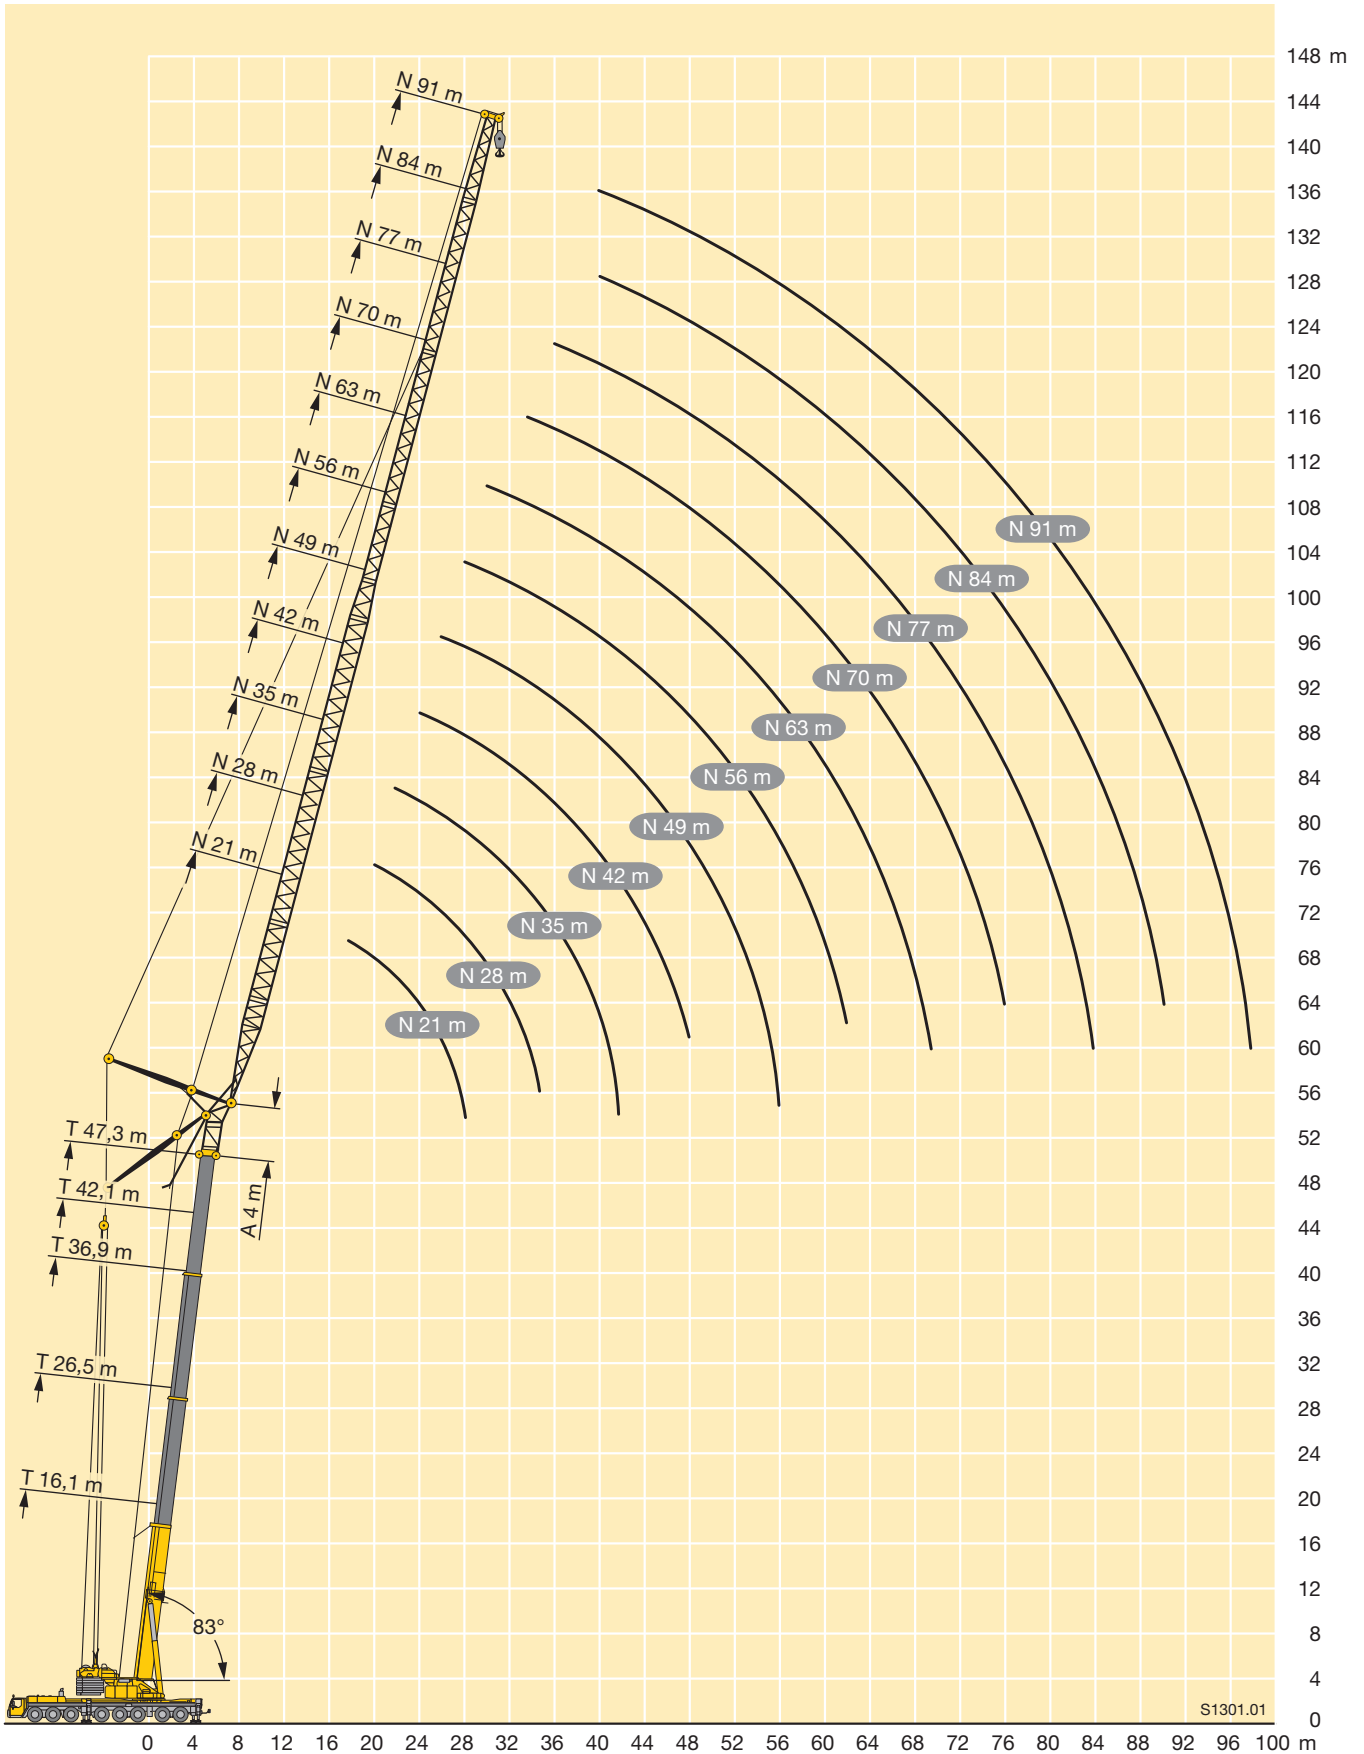 148 m
N 91 m
144
N 84 m
140
136
N 77 m
132
128
N 70 m
124
120
N 63 m
116
N 56 m
112
108
N 91 m
N 49 m
104
N 84 m
100
N 42 m
N 77 m
96
N 35 m
N 70 m
92
N 63 m
88
N 28 m
N 56 m
84
N 49 m
80
N 21 m
N 42 m
76
N 35 m
72
N 28 m
68
N 21 m
64
60
56
T 47,3 m
52
T 42,1 m
48
A 4 m
T 36,9 m
44
40
36
T 26,5 m
32
28
T 16,1 m
24
20
16
12
83°
8
4
S1301.01
0
0 4 8 12 16 20 24 28 32 36 40 44 48 52 56 60 64 68 72 76 80 84 88 92 96 100 m